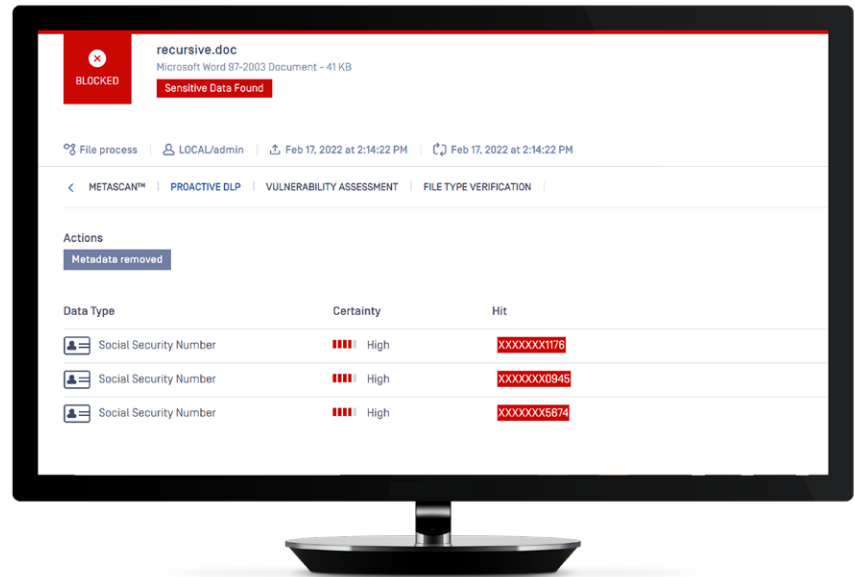 BLOCKED
recursive.doc
Microsoft Word 97-2003 Document - 41 KB
Sensitive Data Found
File process LOCAL/admin Feb 17, 2022 at 2:14:22 PM Feb 17, 2022 at 2:14:22 PM
METASCAN™ PROACTIVE DLP VULNERABILITY ASSESSMENT FILE TYPE VERIFICATION
Actions
Metadata removed
Data Type Certainty Hit
Social Security Number High XXXXXXX1176
Social Security Number High XXXXXXX0945
Social Security Number High XXXXXXX5674